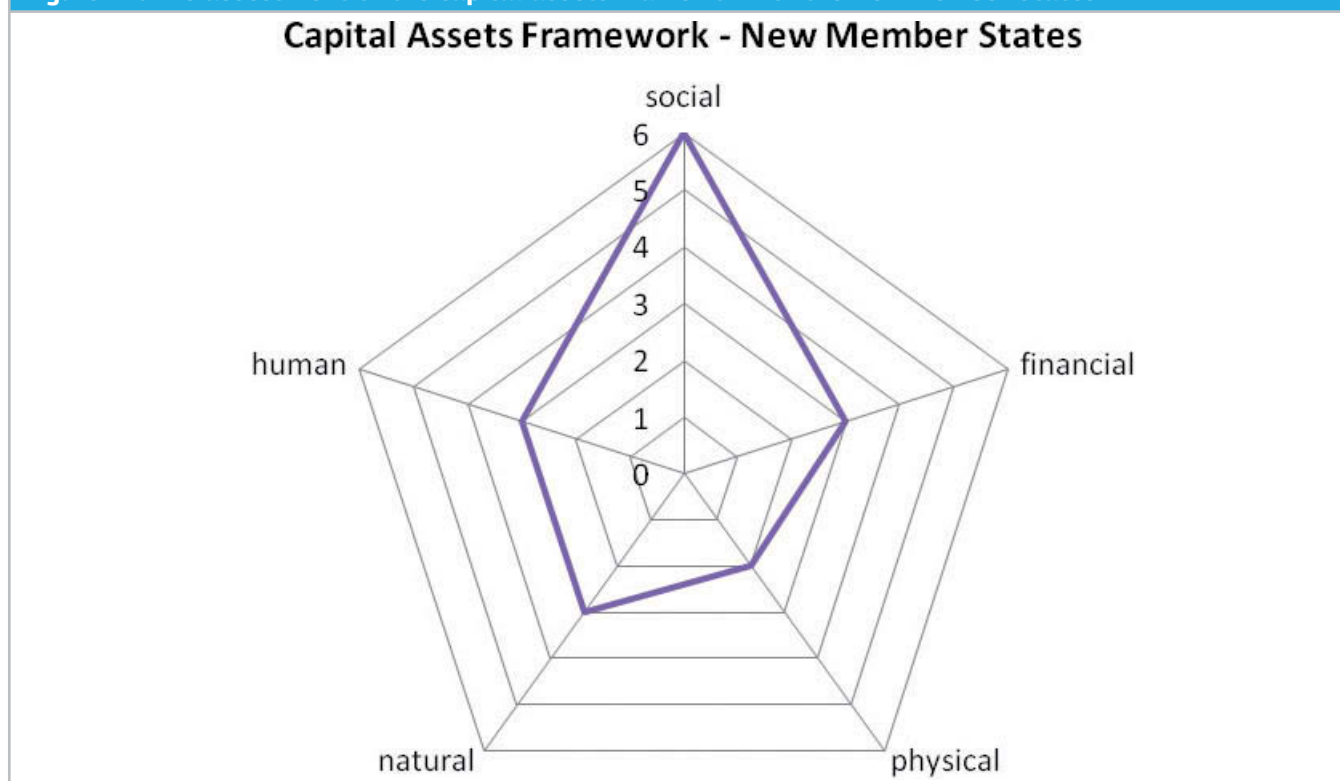 Capital Assets Framework - New Member States
social
6
5
4
3
2
1
0
human
financial
natural
physical